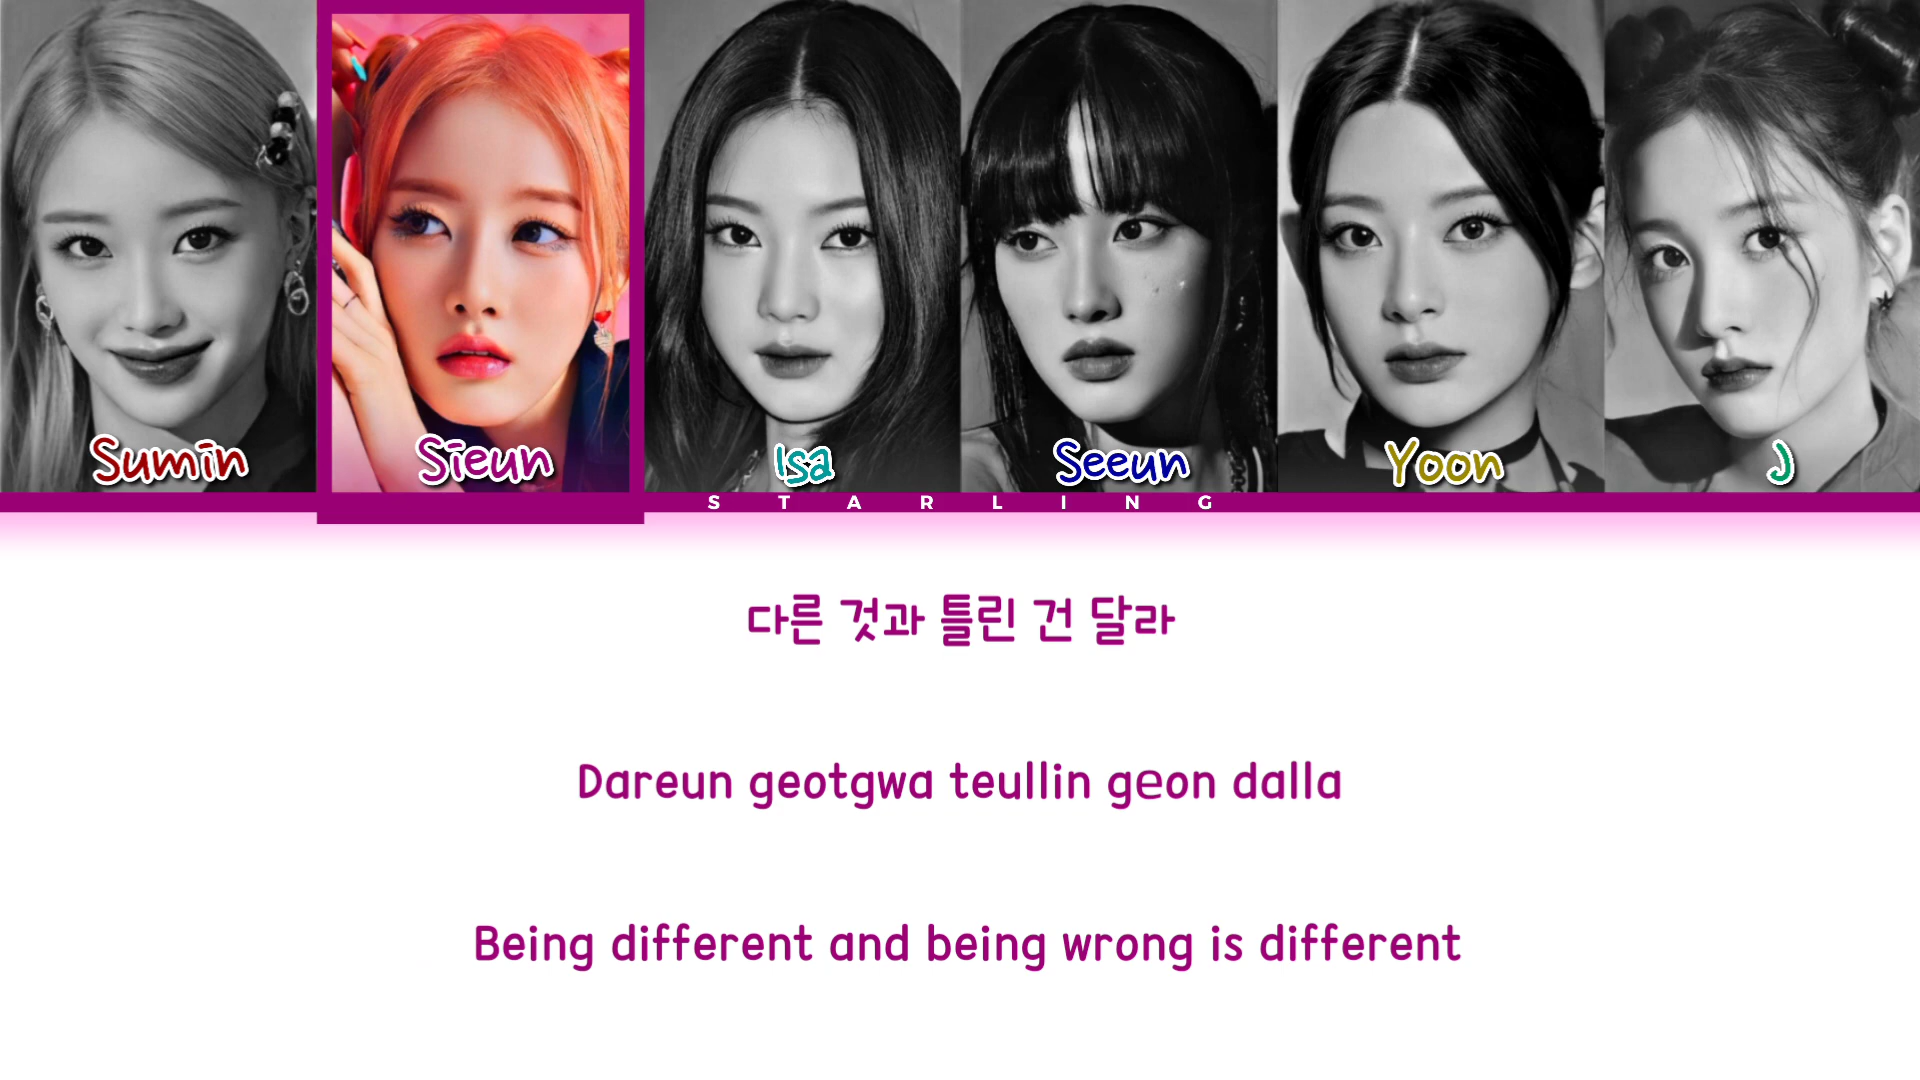 Sumin Sieun Isa Seeun Yoon J
STARLING
다른 것과 틀린 건 달라
Dareun geotgwa teullin geon dalla
Being different and being wrong is different